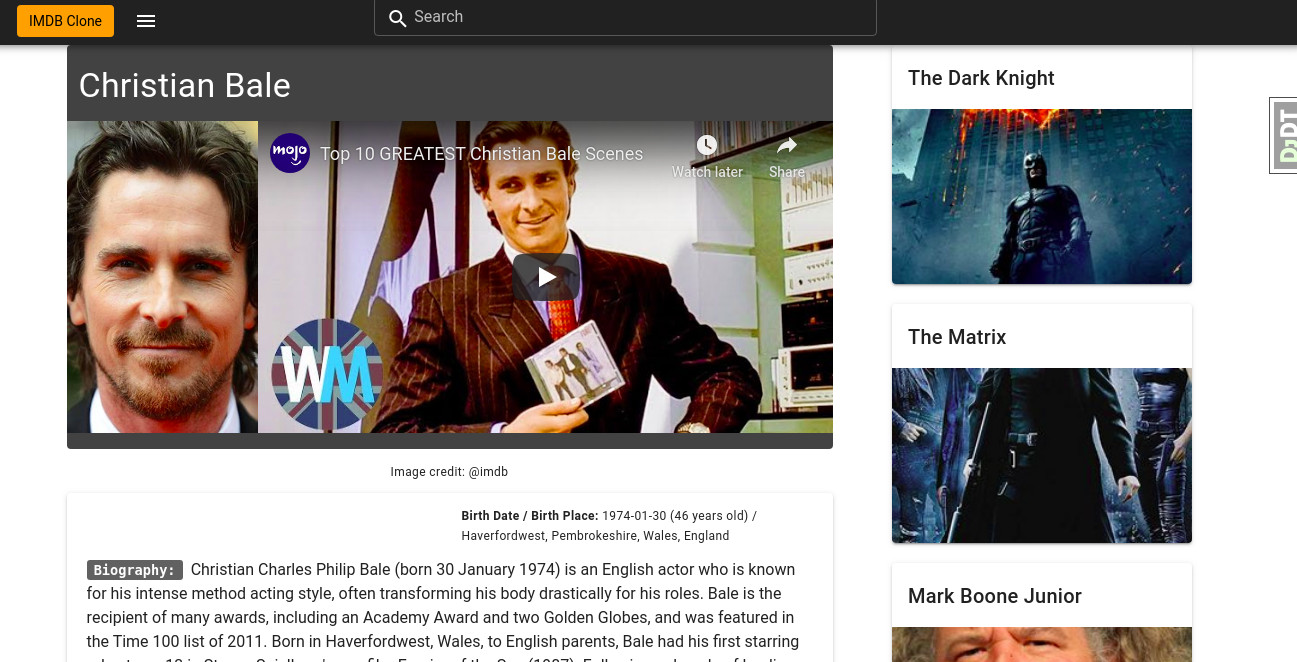 IMDB Clone
Search
Christian Bale
mojo
Top 10 GREATEST Christian Bale Scenes
Watch later
Share
WM
Image credit: @imdb
Birth Date / Birth Place: 1974-01-30 (46 years old) /
Haverfordwest, Pembrokeshire, Wales, England
Biography: Christian Charles Philip Bale (born 30 January 1974) is an English actor who is known
for his intense method acting style, often transforming his body drastically for his roles. Bale is the
recipient of many awards, including an Academy Award and two Golden Globes, and was featured in
the Time 100 list of 2011. Born in Haverfordwest, Wales, to English parents, Bale had his first starring
The Dark Knight
The Matrix
Mark Boone Junior
DJDT